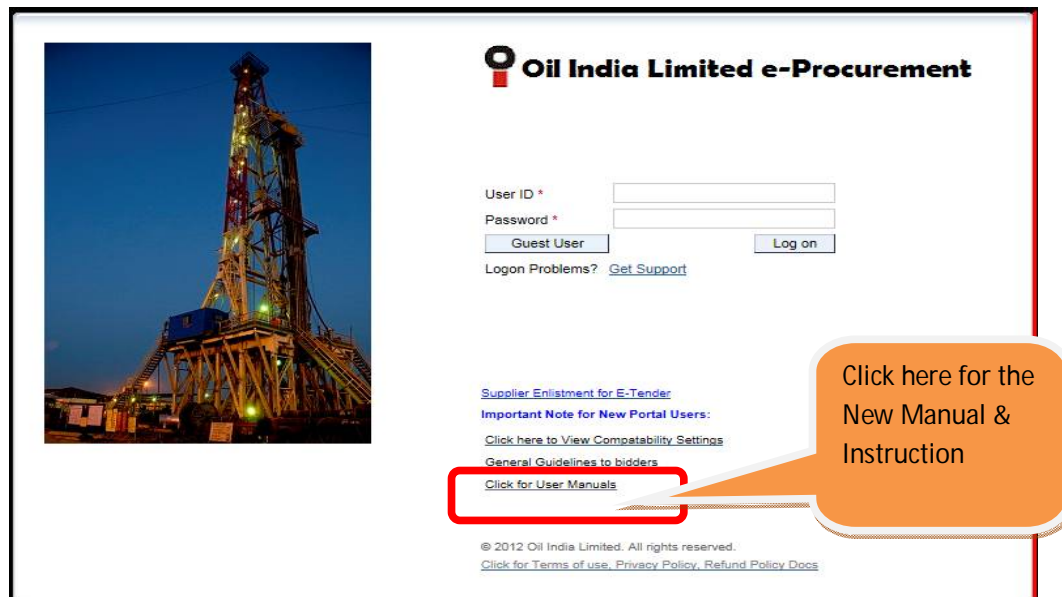 Oil India Limited e-Procurement
User ID *
Password *
Guest User
Log on
Logon Problems? Get Support
Supplier Enlistment for E-Tender
Important Note for New Portal Users:
Click here to View Compatability Settings
General Guidelines to bidders
Click for User Manuals
Click here for the
New Manual &
Instruction
© 2012 Oil India Limited. All rights reserved.
Click for Terms of use, Privacy Policy, Refund Policy Docs